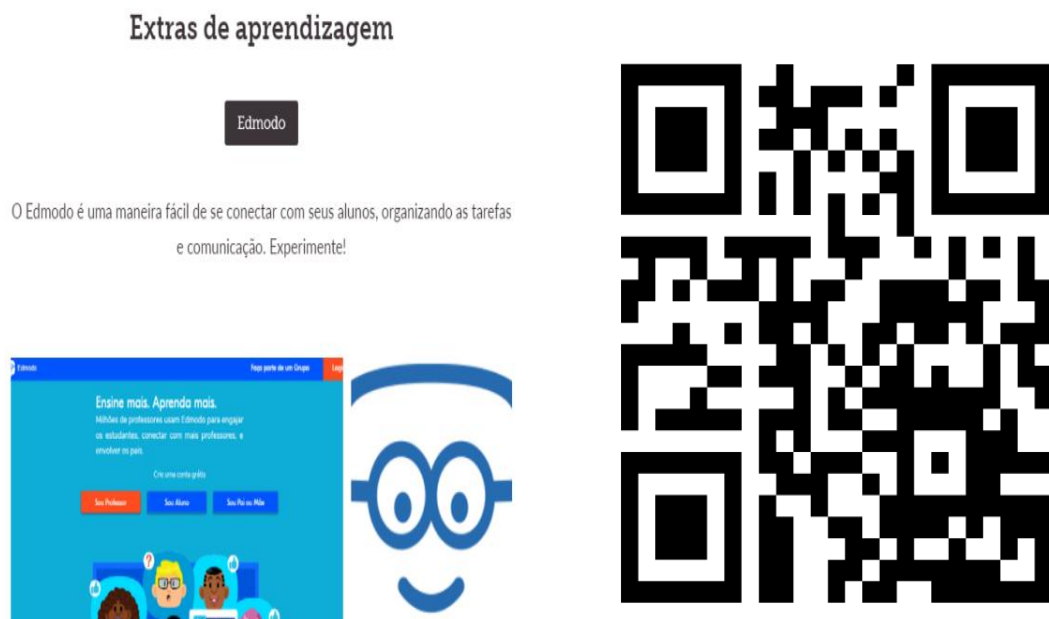 Extras de aprendizagem
Edmodo
O Edmodo é uma maneira fácil de se conectar com seus alunos, organizando as tarefas
e comunicação. Experimente!
Edmodo
Faça parte de um Grupo
Ensine mais. Aprenda mais.
Milhões de professores usam Edmodo para engajar
os estudantes, conectar com mais professores, e
envolver os pais.
Crie uma conta grátis
Sou Professor
Sou Aluno
Sou Pai ou Mãe